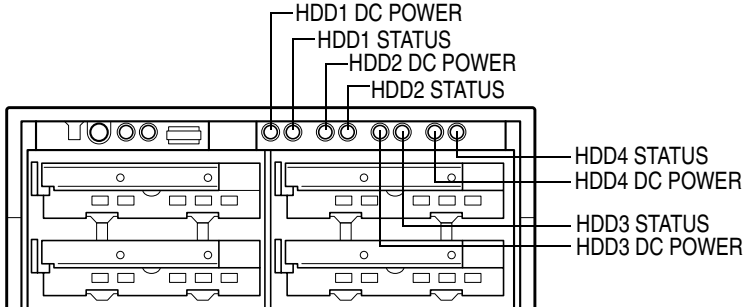 HDD1 DC POWER
HDD1 STATUS
HDD2 DC POWER
HDD2 STATUS
HDD4 STATUS
HDD4 DC POWER
HDD3 STATUS
HDD3 DC POWER